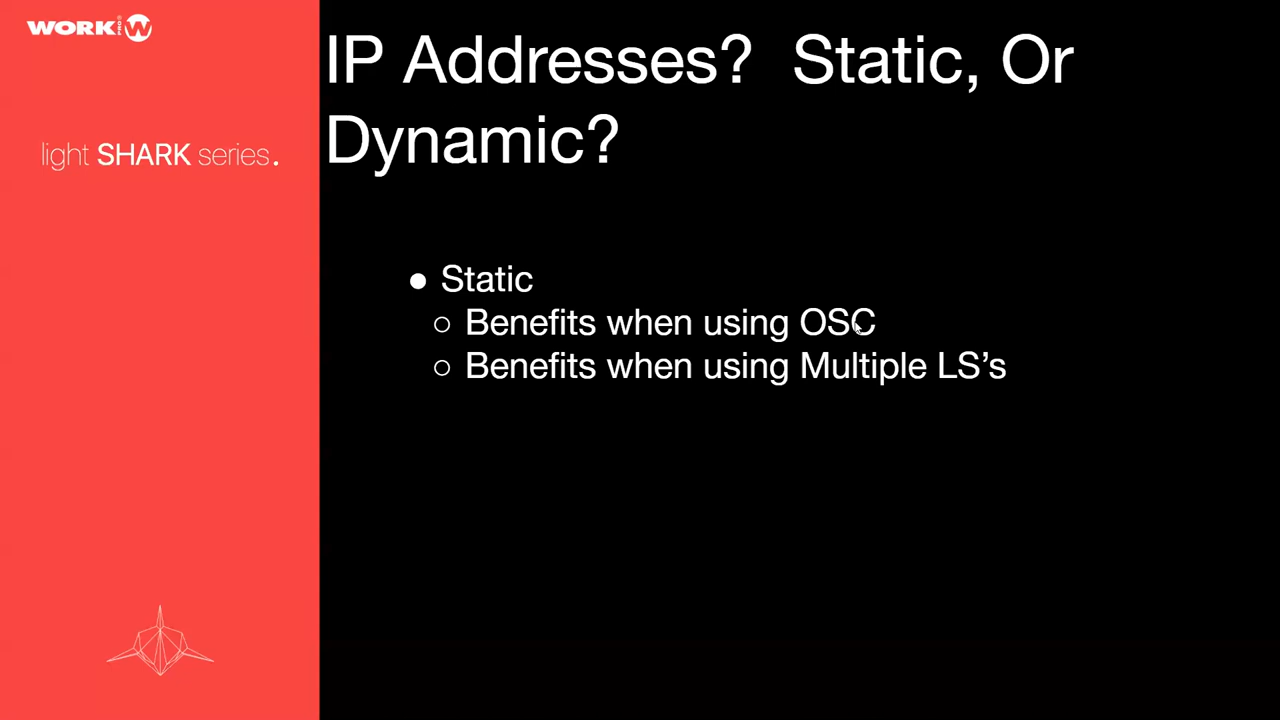 WORK PRO W
light SHARK series.
IP Addresses? Static, Or
Dynamic?
● Static
○ Benefits when using OSC
○ Benefits when using Multiple LS’s